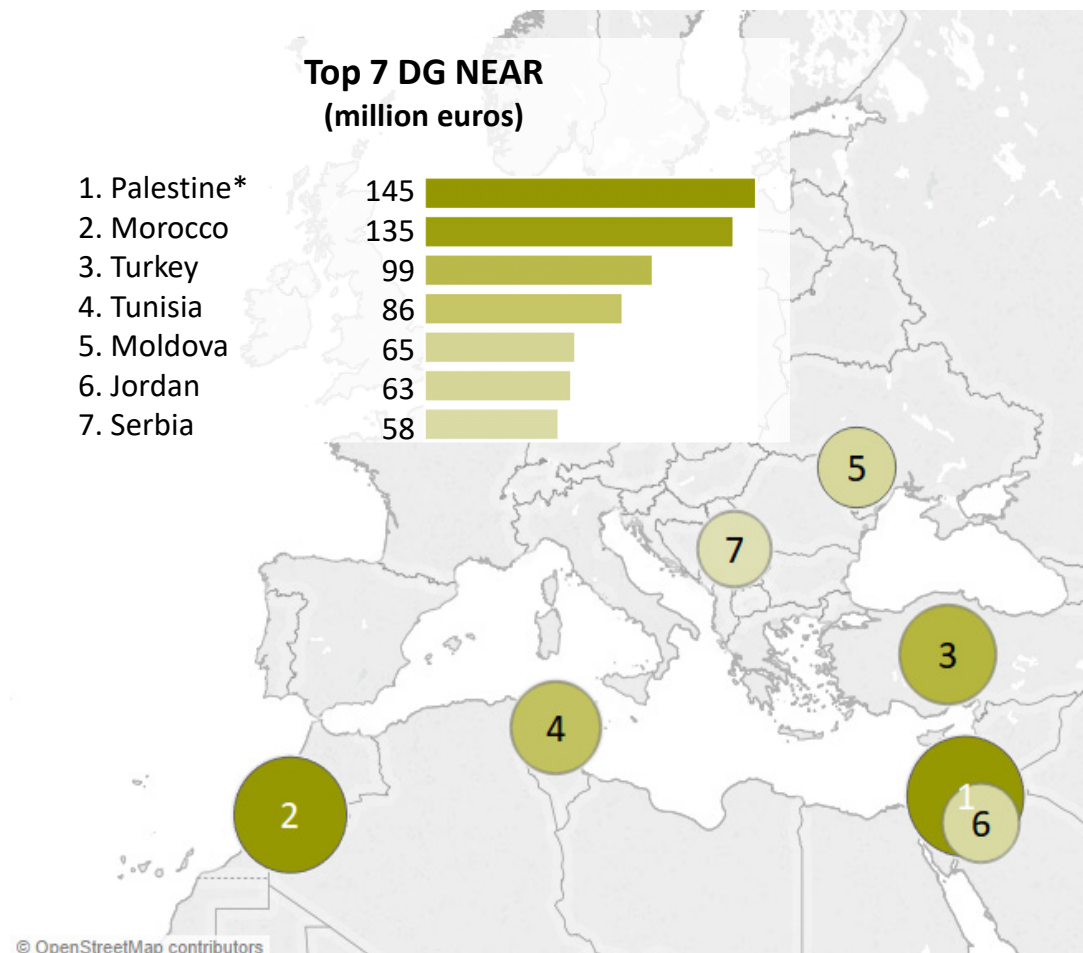 Top 7 DG NEAR
(million euros)
1. Palestine* 145
2. Morocco 135
3. Turkey 99
4. Tunisia 86
5. Moldova 65
6. Jordan 63
7. Serbia 58
5
7
3
4
1
2
6
© OpenStreetMap contributors